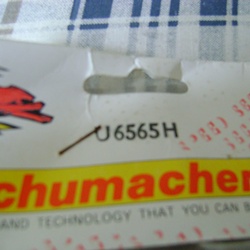 U6565H
chumacher
AND TECHNOLOGY THAT YOU CAN